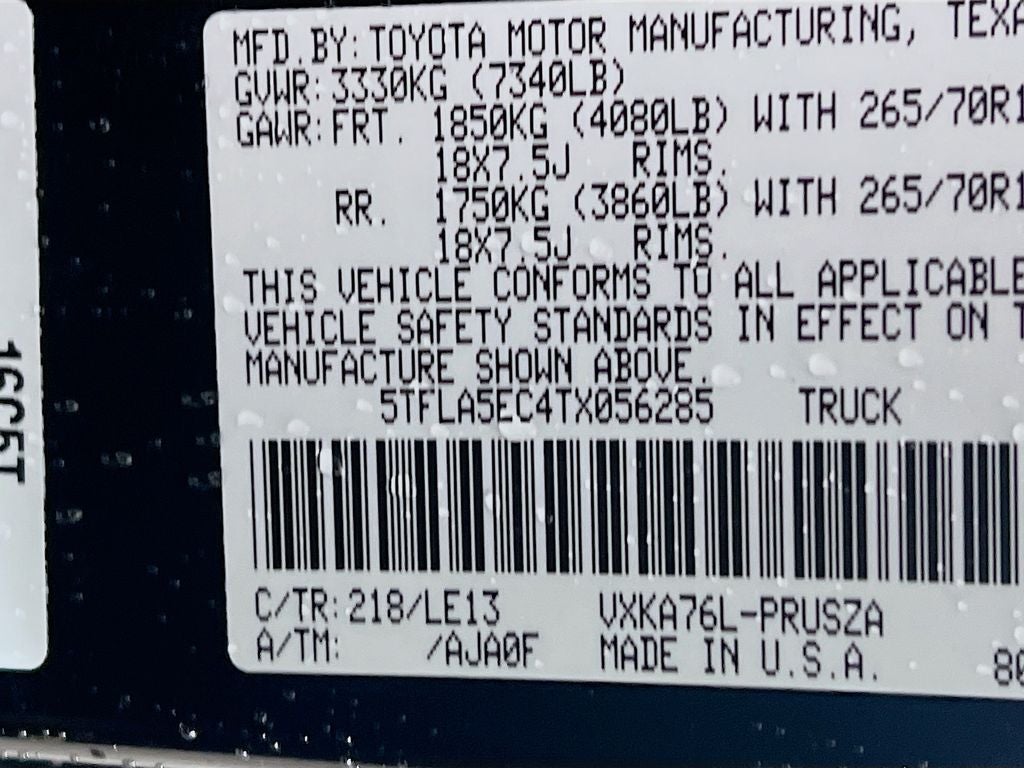 MFD.BY: TOYOTA MOTOR MANUFACTURING, TEXA
GVWR: 3330KG (7340LB)
GAWR: FRT. 1850KG (4080LB) WITH 265/70R1
18X7.5J RIMS.
RR. 1750KG (3860LB) WITH 265/70R1
18X7.5J RIMS.
THIS VEHICLE CONFORMS TO ALL APPLICABLE
VEHICLE SAFETY STANDARDS IN EFFECT ON T
MANUFACTURE SHOWN ABOVE.
5TFLA5EC4TX056285 TRUCK
C/TR: 218/LE13 VXKA76L-PRUSZA
A/TM: /AJA0F MADE IN U.S.A. 80